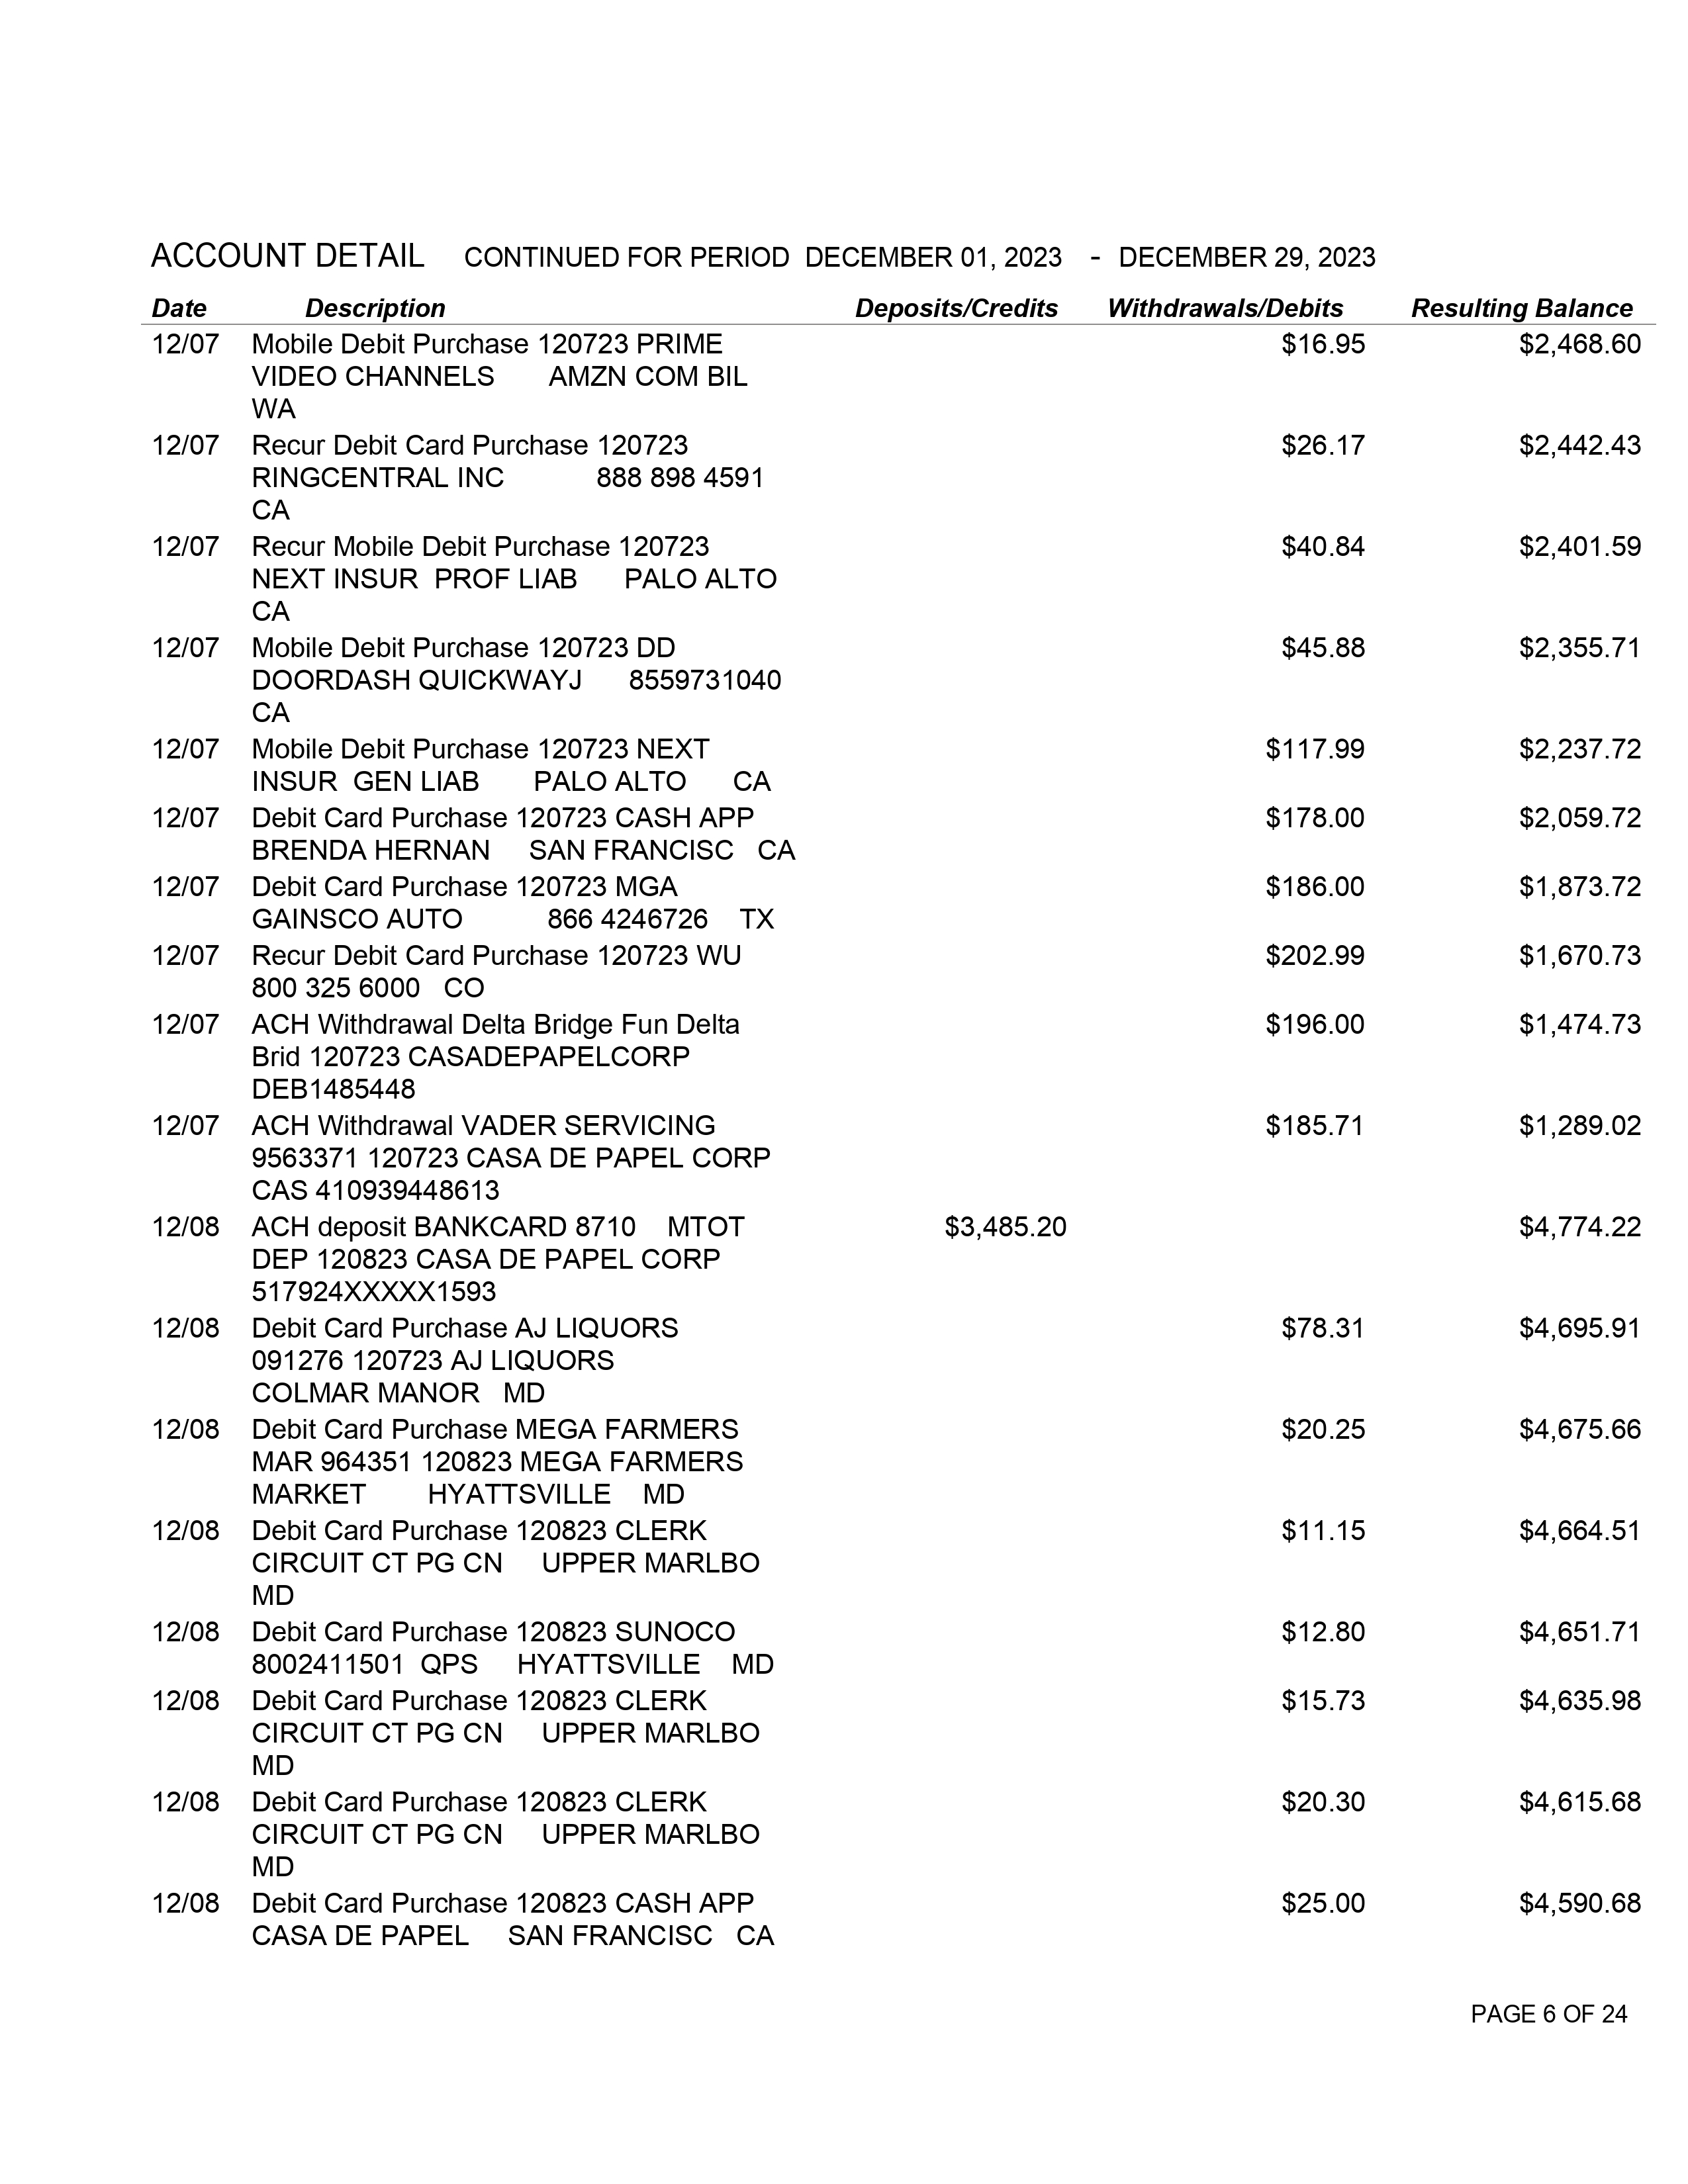 ACCOUNT DETAIL CONTINUED FOR PERIOD DECEMBER 01, 2023 - DECEMBER 29, 2023
Date Description Deposits/Credits Withdrawals/Debits Resulting Balance
12/07 Mobile Debit Purchase 120723 PRIME $16.95 $2,468.60
VIDEO CHANNELS AMZN COM BIL
WA
12/07 Recur Debit Card Purchase 120723 $26.17 $2,442.43
RINGCENTRAL INC 888 898 4591
CA
12/07 Recur Mobile Debit Purchase 120723 $40.84 $2,401.59
NEXT INSUR PROF LIAB PALO ALTO
CA
12/07 Mobile Debit Purchase 120723 DD $45.88 $2,355.71
DOORDASH QUICKWAYJ 8559731040
CA
12/07 Mobile Debit Purchase 120723 NEXT $117.99 $2,237.72
INSUR GEN LIAB PALO ALTO CA
12/07 Debit Card Purchase 120723 CASH APP $178.00 $2,059.72
BRENDA HERNAN SAN FRANCISC CA
12/07 Debit Card Purchase 120723 MGA $186.00 $1,873.72
GAINSCO AUTO 866 4246726 TX
12/07 Recur Debit Card Purchase 120723 WU $202.99 $1,670.73
800 325 6000 CO
12/07 ACH Withdrawal Delta Bridge Fun Delta $196.00 $1,474.73
Brid 120723 CASADEPAPELCORP
DEB1485448
12/07 ACH Withdrawal VADER SERVICING $185.71 $1,289.02
9563371 120723 CASA DE PAPEL CORP
CAS 410939448613
12/08 ACH deposit BANKCARD 8710 MTOT $3,485.20 $4,774.22
DEP 120823 CASA DE PAPEL CORP
517924XXXXX1593
12/08 Debit Card Purchase AJ LIQUORS $78.31 $4,695.91
091276 120723 AJ LIQUORS
COLMAR MANOR MD
12/08 Debit Card Purchase MEGA FARMERS $20.25 $4,675.66
MAR 964351 120823 MEGA FARMERS
MARKET HYATTSVILLE MD
12/08 Debit Card Purchase 120823 CLERK $11.15 $4,664.51
CIRCUIT CT PG CN UPPER MARLBO
MD
12/08 Debit Card Purchase 120823 SUNOCO $12.80 $4,651.71
8002411501 QPS HYATTSVILLE MD
12/08 Debit Card Purchase 120823 CLERK $15.73 $4,635.98
CIRCUIT CT PG CN UPPER MARLBO
MD
12/08 Debit Card Purchase 120823 CLERK $20.30 $4,615.68
CIRCUIT CT PG CN UPPER MARLBO
MD
12/08 Debit Card Purchase 120823 CASH APP $25.00 $4,590.68
CASA DE PAPEL SAN FRANCISC CA
PAGE 6 OF 24